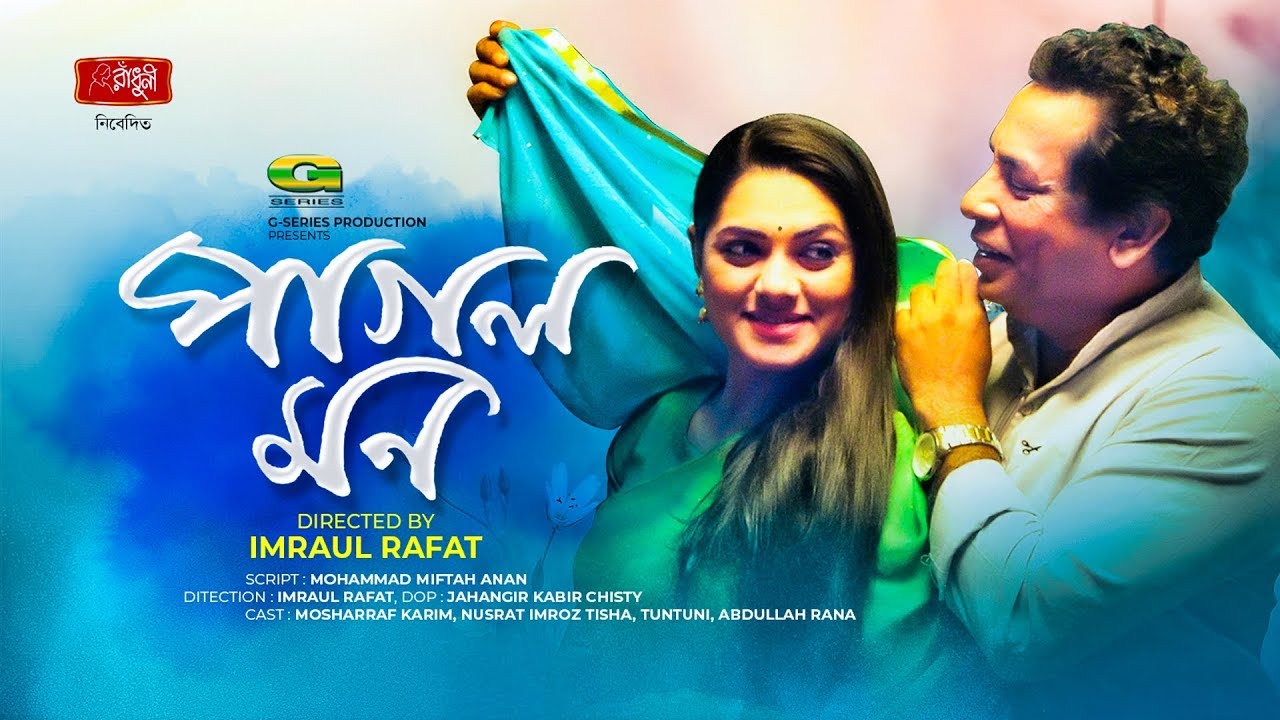 রাঁধুনী
নিবেদিত
G
SERIES
G-SERIES PRODUCTION
PRESENTS
পাগল
মন
DIRECTED BY
IMRAUL RAFAT
SCRIPT : MOHAMMAD MIFTAH ANAN
DITECTION : IMRAUL RAFAT, DOP : JAHANGIR KABIR CHISTY
CAST : MOSHARRAF KARIM, NUSRAT IMROZ TISHA, TUNTUNI, ABDULLAH RANA